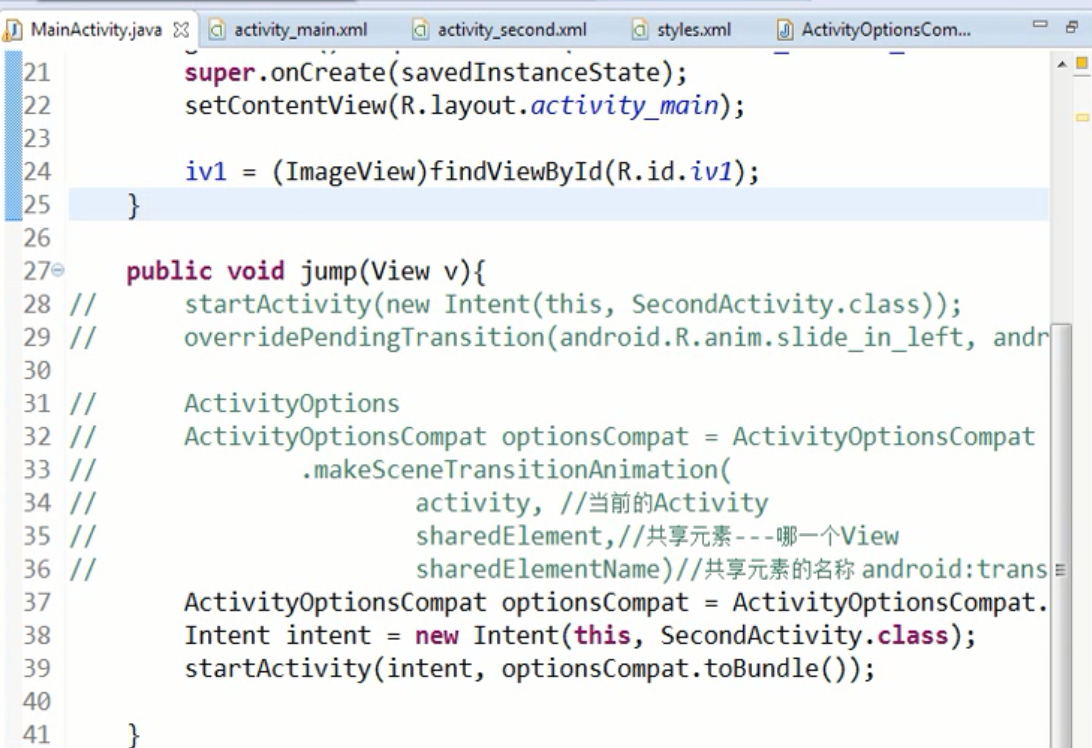 MainActivity.java activity_main.xml activity_second.xml styles.xml ActivityOptionsCom...
21 super.onCreate(savedInstanceState);
22 setContentView(R.layout.activity_main);
23
24 iv1 = (ImageView)findViewById(R.id.iv1);
25 }
26
27 public void jump(View v){
28 // startActivity(new Intent(this, SecondActivity.class));
29 // overridePendingTransition(android.R.anim.slide_in_left, andr
30
31 // ActivityOptions
32 // ActivityOptionsCompat optionsCompat = ActivityOptionsCompat
33 // .makeSceneTransitionAnimation(
34 // activity, //当前的Activity
35 // sharedElement,//共享元素---哪一个View
36 // sharedElementName)//共享元素的名称 android:trans
37 ActivityOptionsCompat optionsCompat = ActivityOptionsCompat.
38 Intent intent = new Intent(this, SecondActivity.class);
39 startActivity(intent, optionsCompat.toBundle());
40
41 }